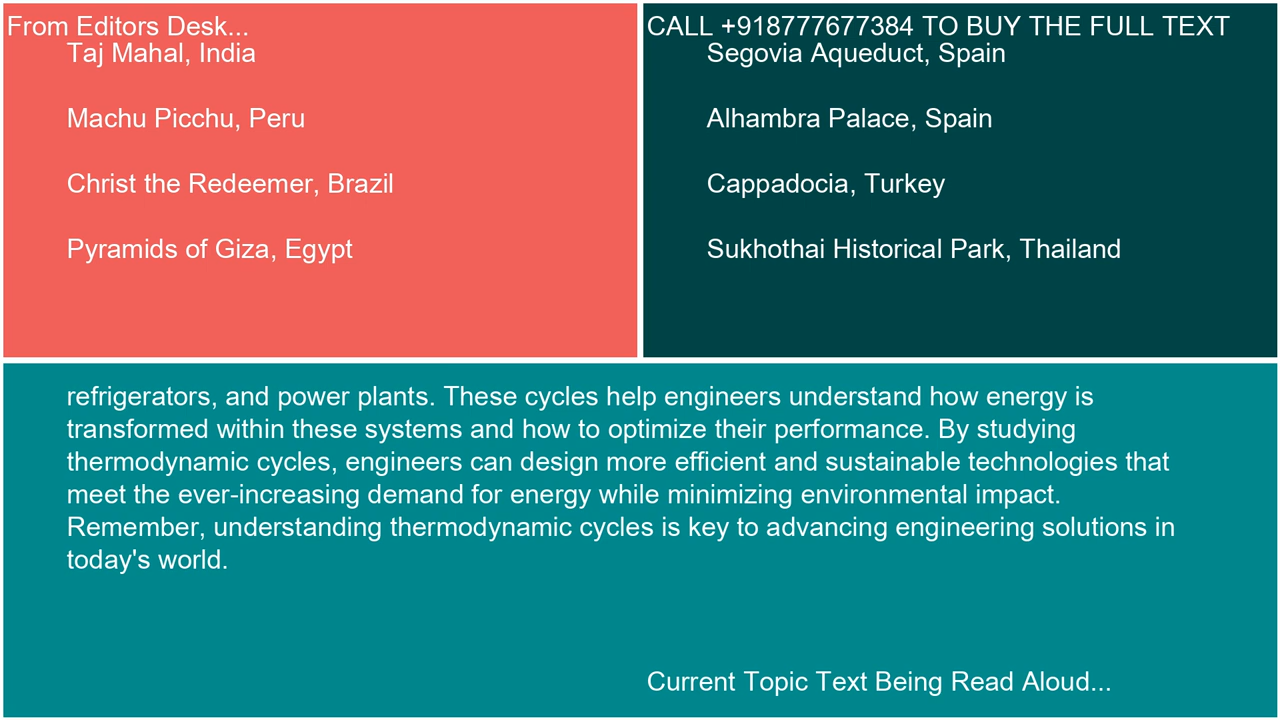 From Editors Desk...
Taj Mahal, India
Machu Picchu, Peru
Christ the Redeemer, Brazil
Pyramids of Giza, Egypt
CALL +918777677384 TO BUY THE FULL TEXT
Segovia Aqueduct, Spain
Alhambra Palace, Spain
Cappadocia, Turkey
Sukhothai Historical Park, Thailand
refrigerators, and power plants. These cycles help engineers understand how energy is
transformed within these systems and how to optimize their performance. By studying
thermodynamic cycles, engineers can design more efficient and sustainable technologies that
meet the ever-increasing demand for energy while minimizing environmental impact.
Remember, understanding thermodynamic cycles is key to advancing engineering solutions in
today's world.
Current Topic Text Being Read Aloud...